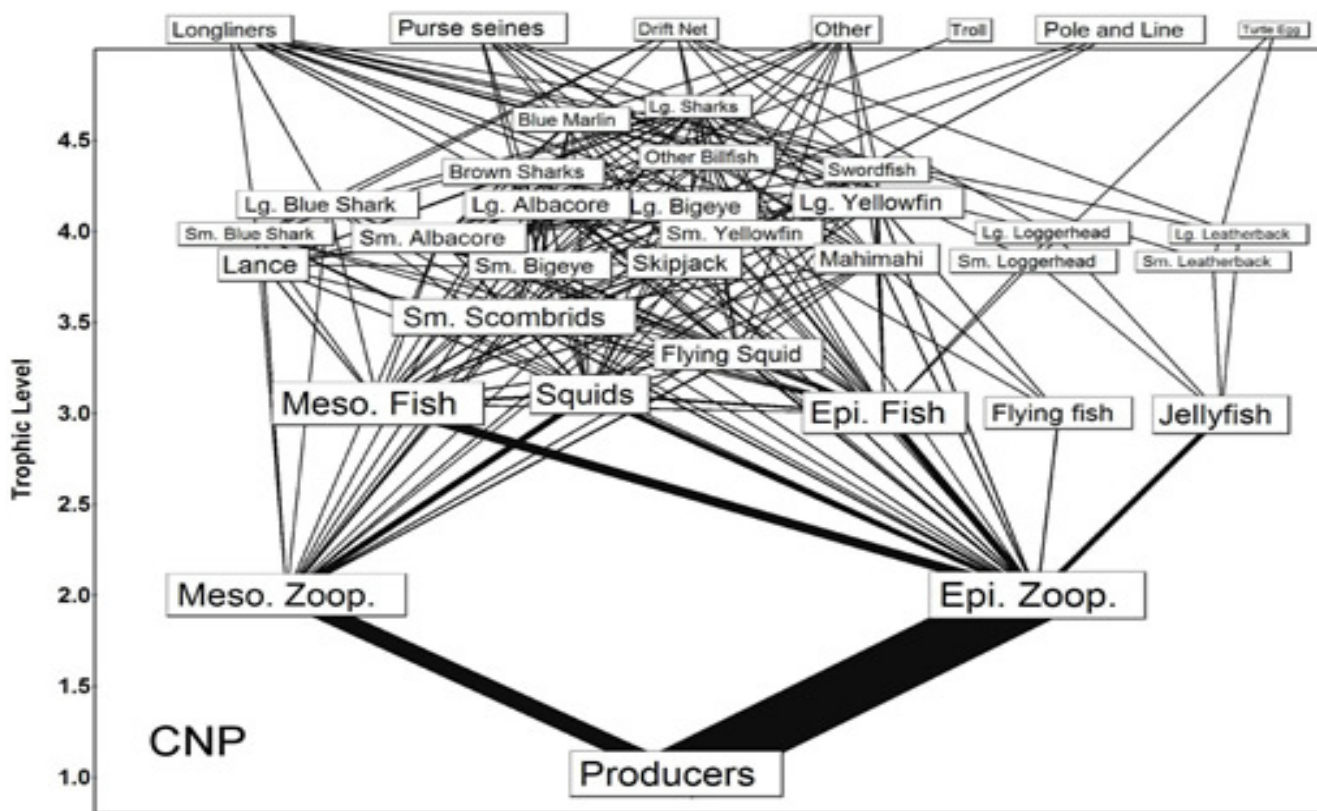 Longliners
Purse seines
Drift Net
Other
Troll
Pole and Line
Turtle Egg
Lg. Sharks
Blue Marlin
4.5
Other Billfish
Brown Sharks
Swordfish
Lg. Blue Shark
Lg. Albacore
Lg. Bigeye
Lg. Yellowfin
4.0
Sm. Blue Shark
Sm. Albacore
Sm. Yellowfin
Lg. Loggerhead
Lg. Leatherback
Lance
Sm. Bigeye
Skipjack
Mahimahi
Sm. Loggerhead
Sm. Leatherback
3.5
Sm. Scombrids
Flying Squid
Trophic Level
3.0
Meso. Fish
Squids
Epi. Fish
Flying fish
Jellyfish
2.5
2.0
Meso. Zoop.
Epi. Zoop.
1.5
CNP
1.0
Producers